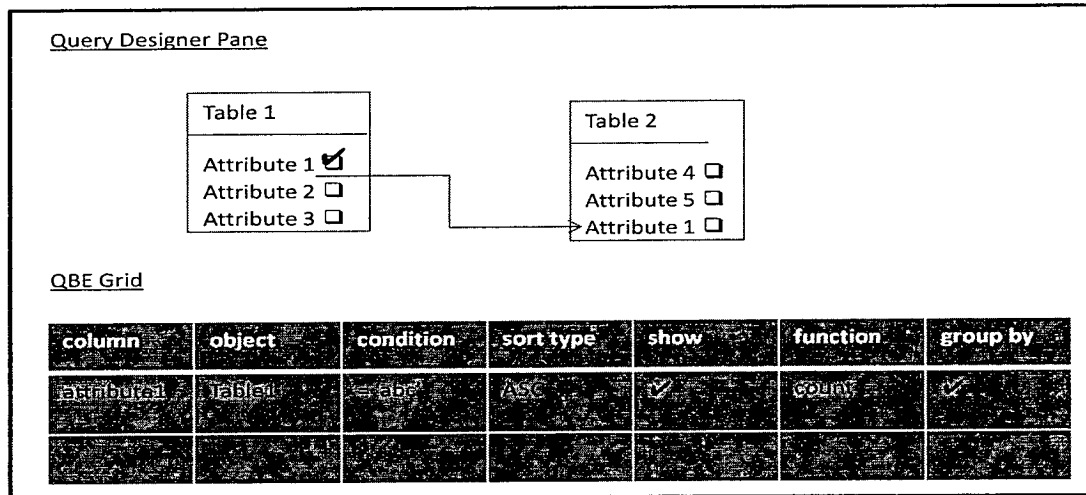 Query Designer Pane
Table 1
Attribute 1
Attribute 2
Attribute 3
Table 2
Attribute 4
Attribute 5
Attribute 1
QBE Grid
column object condition sort type show function group by
attribute1 Table1 abc ASC count